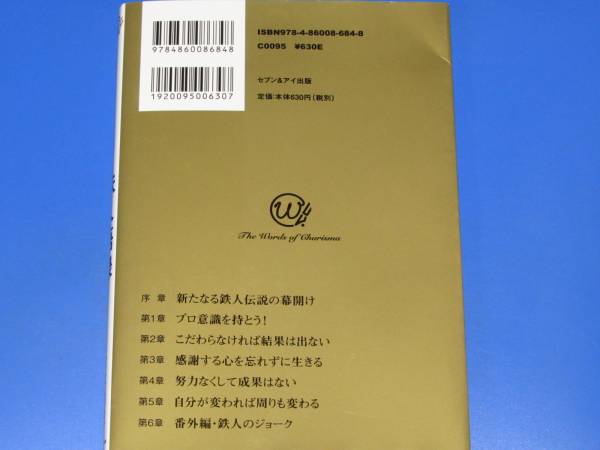 9784860086848
1920095006307
ISBN978-4-86008-684-8
C0095 ¥630E
セブン&アイ出版
定価:本体630円(税別)
W
The Words of Charisma
序 章 新たなる鉄人伝説の幕開け
第1章 プロ意識を持とう!
第2章 こだわらなければ結果は出ない
第3章 感謝する心を忘れずに生きる
第4章 努力なくして成果はない
第5章 自分が変われば周りも変わる
第6章 番外編・鉄人のジョーク